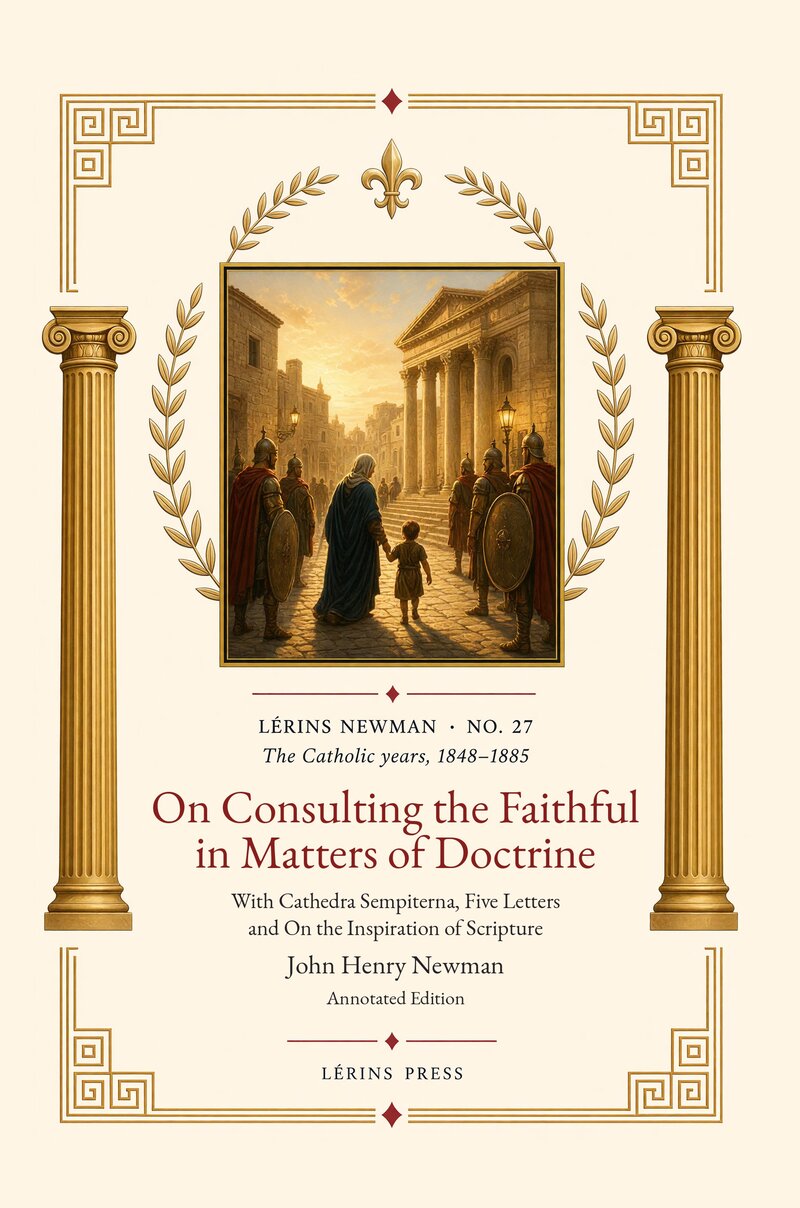 LÉRINS NEWMAN · NO. 27
The Catholic years, 1848–1885
On Consulting the Faithful
in Matters of Doctrine
With Cathedra Sempiterna, Five Letters
and On the Inspiration of Scripture
John Henry Newman
Annotated Edition
LÉRINS PRESS